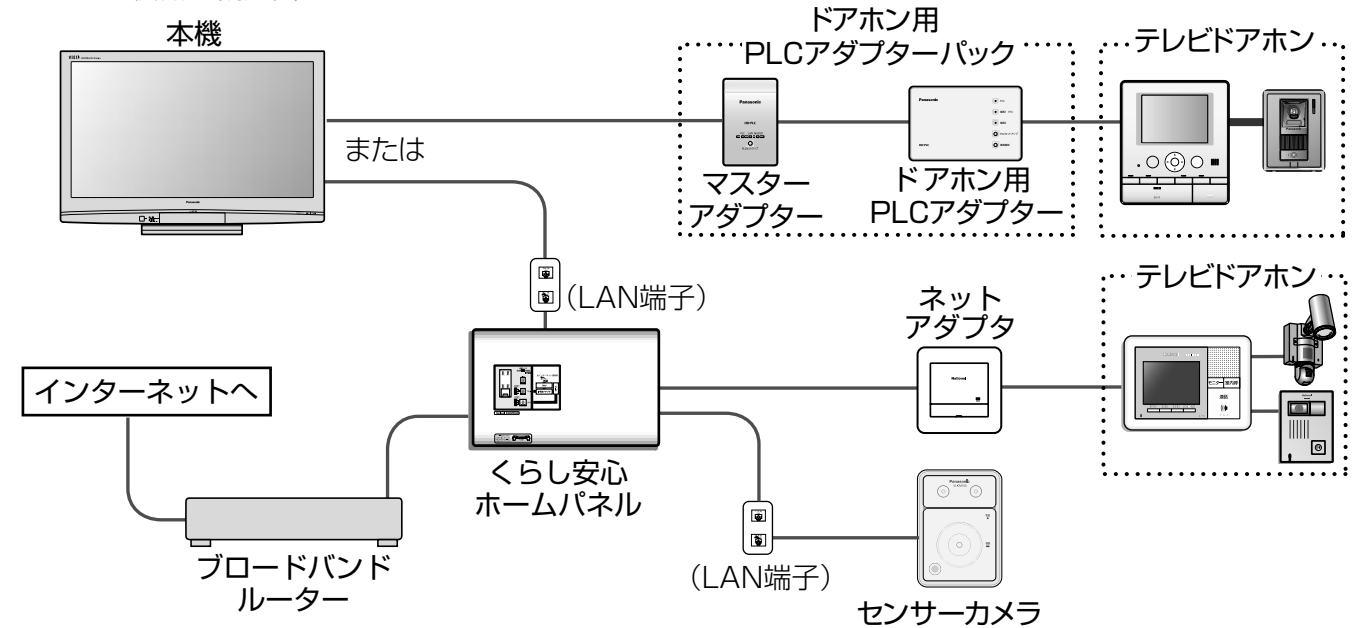 本機
または
ドアホン用
PLCアダプターパック
テレビドアホン
Panasonic
Panasonic
Panasonic
マスター
アダプター
ドアホン用
PLCアダプター
(LAN端子)
ネット
アダプタ
テレビドアホン
National
インターネットへ
くらし安心
ホームパネル
ブロードバンド
ルーター
Panasonic
(LAN端子)
センサーカメラ